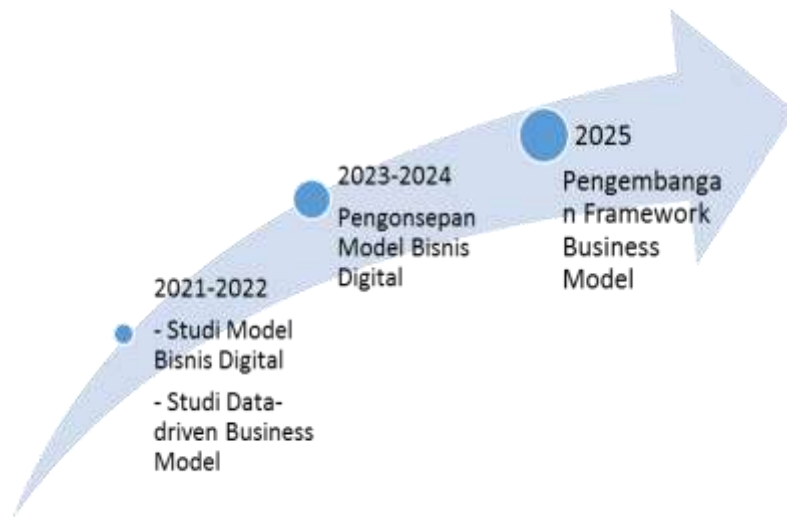 2021-2022
- Studi Model
Bisnis Digital
- Studi Data-
driven Business
Model
2023-2024
Pengonsepan
Model Bisnis
Digital
2025
Pengembanga
n Framework
Business
Model